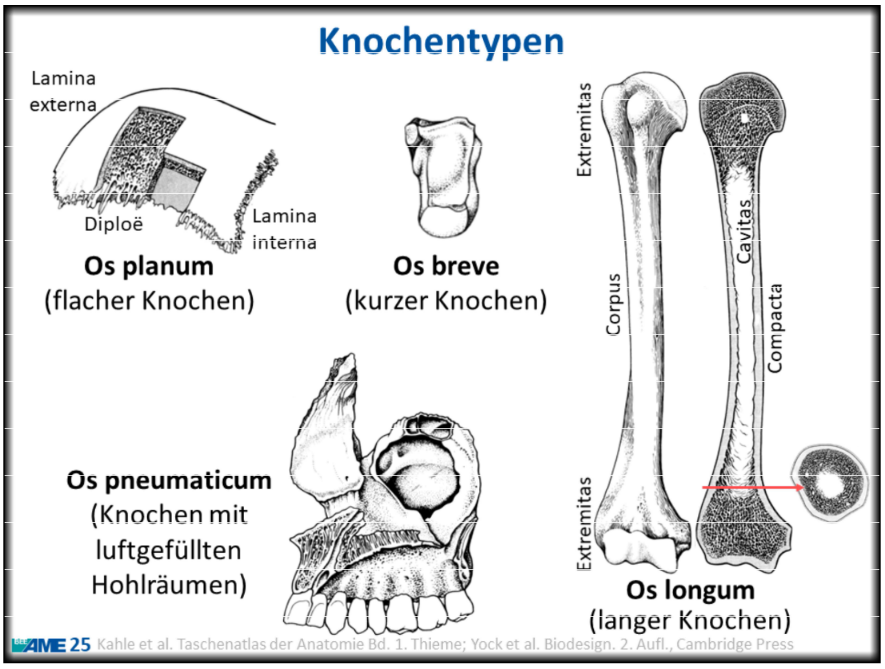 Knochentypen
Lamina
externa
Diploë
Lamina
interna
Os planum
(flacher Knochen)
Os breve
(kurzer Knochen)
Extremitas
Corpus
Extremitas
Cavitas
Compacta
Os longum
(langer Knochen)
Os pneumaticum
(Knochen mit
luftgefüllten
Hohlräumen)
AME 25 Kahle et al. Taschenatlas der Anatomie Bd. 1. Thieme; Yock et al. Biodesign. 2. Aufl., Cambridge Press